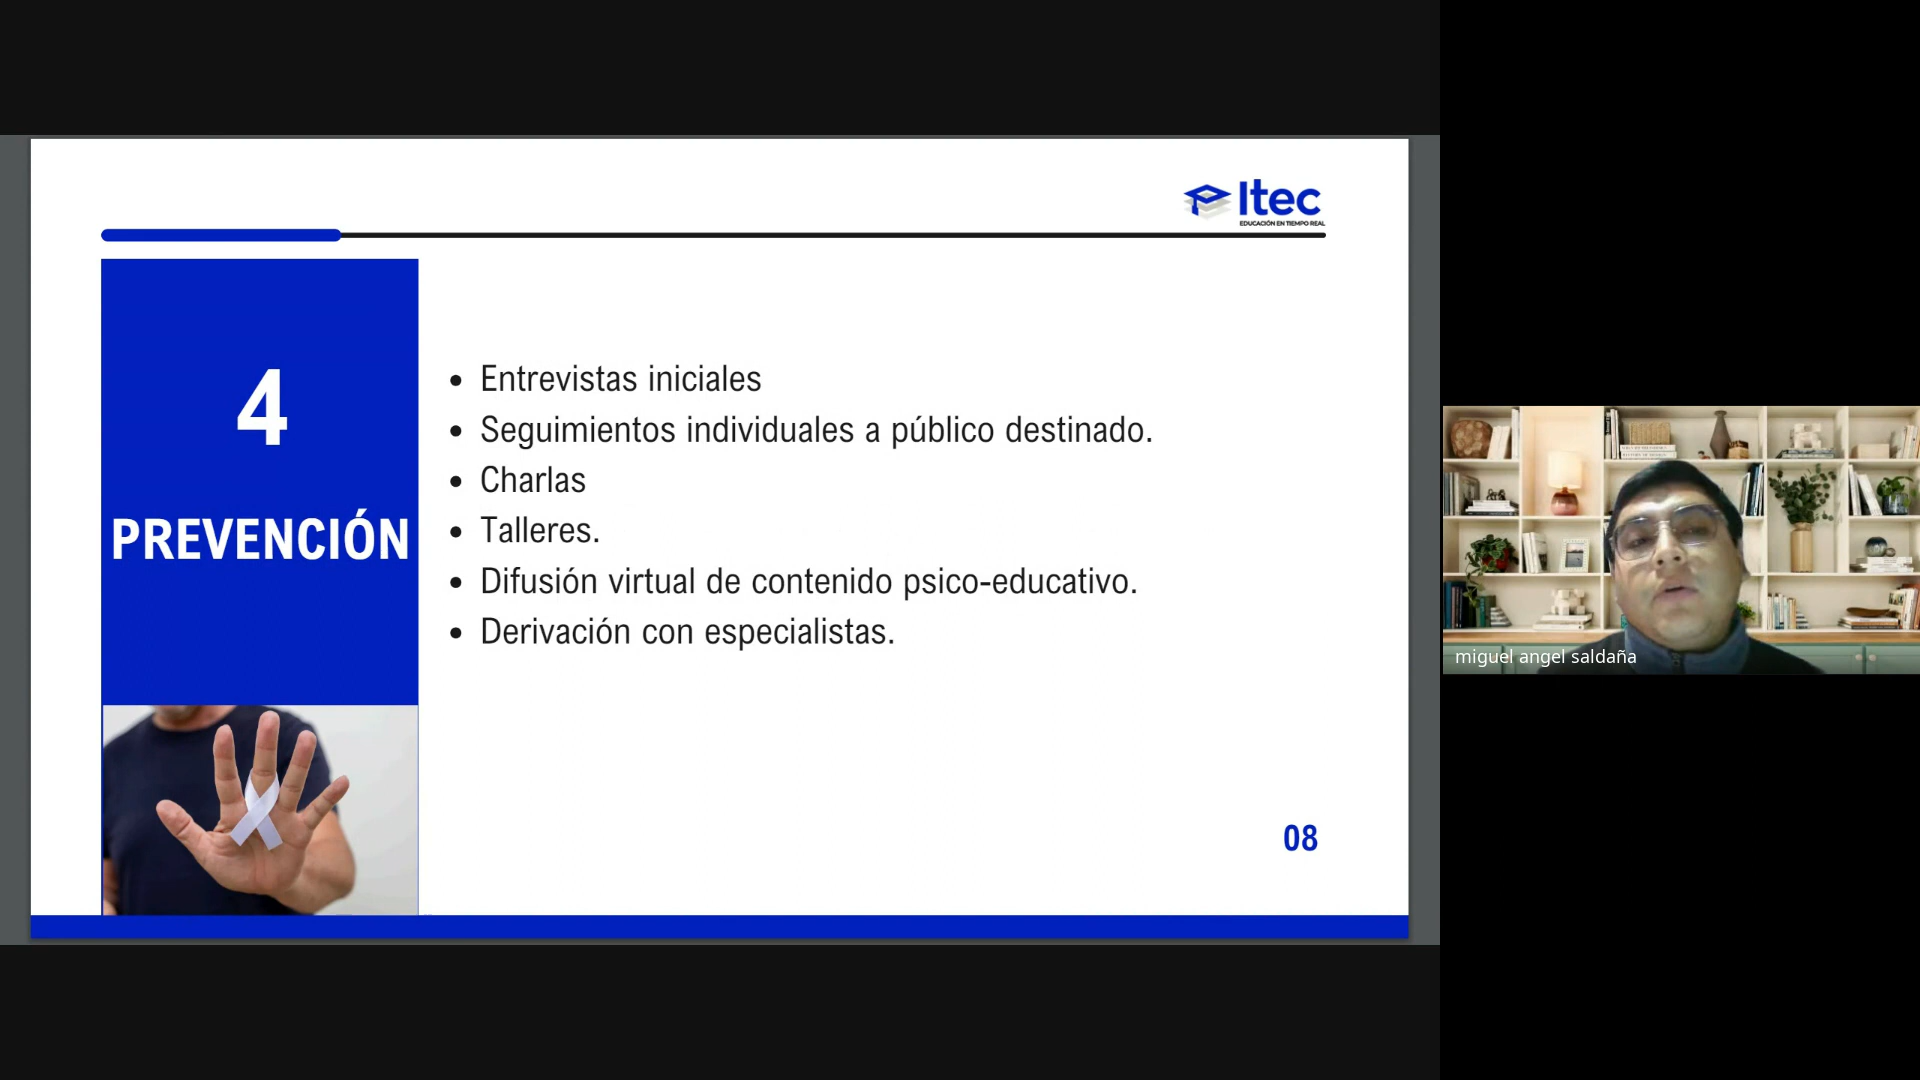 Itec
EDUCACIÓN EN TIEMPO REAL
4
PREVENCIÓN
• Entrevistas iniciales
• Seguimientos individuales a público destinado.
• Charlas
• Talleres.
• Difusión virtual de contenido psico-educativo.
• Derivación con especialistas.
08
miguel angel saldaña